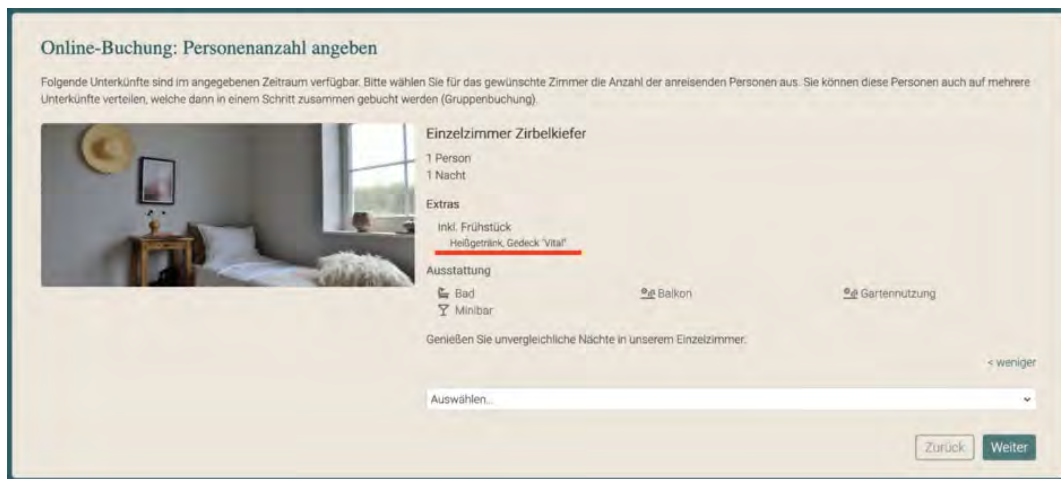 Online-Buchung: Personenanzahl angeben
Folgende Unterkünfte sind im angegebenen Zeitraum verfügbar. Bitte wählen Sie für das gewünschte Zimmer die Anzahl der anreisenden Personen aus. Sie können diese Personen auch auf mehrere
Unterkünfte verteilen, welche dann in einem Schritt zusammen gebucht werden (Gruppenbuchung).
Einzelzimmer Zirbelkiefer
1 Person
1 Nacht
Extras
Inkl. Frühstück
Heißgetränk, Gedeck "Vital"
Ausstattung
Bad Balkon Gartennutzung
Minibar
Genießen Sie unvergleichliche Nächte in unserem Einzelzimmer.
< weniger
Auswählen...
Zurück Weiter